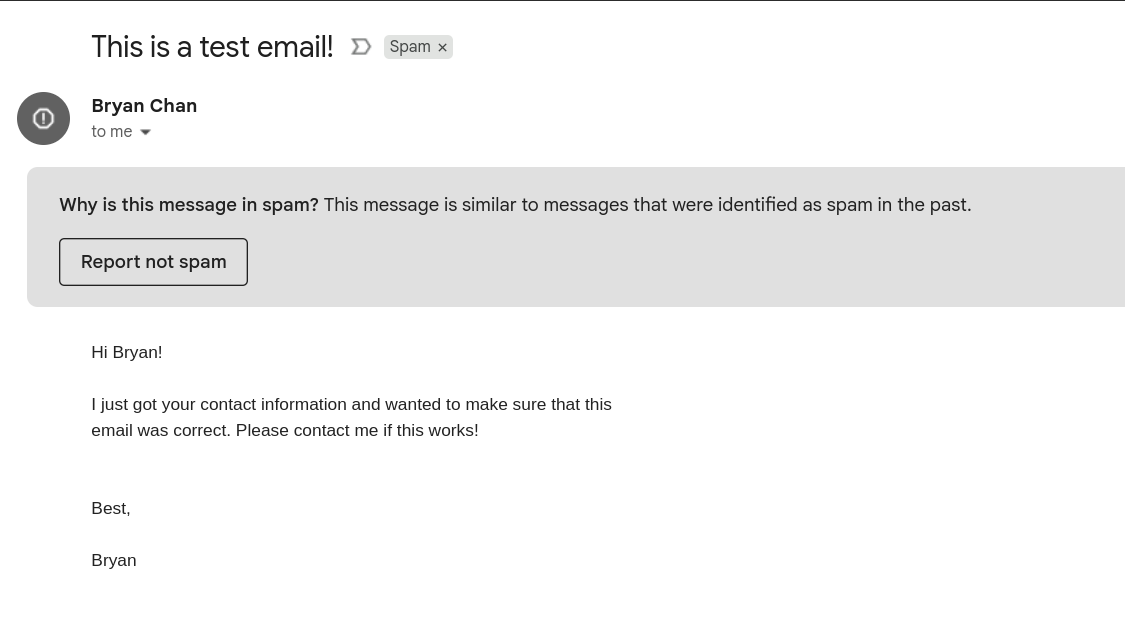 This is a test email! Spam ×
Bryan Chan
to me
Why is this message in spam? This message is similar to messages that were identified as spam in the past.
Report not spam
Hi Bryan!
I just got your contact information and wanted to make sure that this
email was correct. Please contact me if this works!
Best,
Bryan